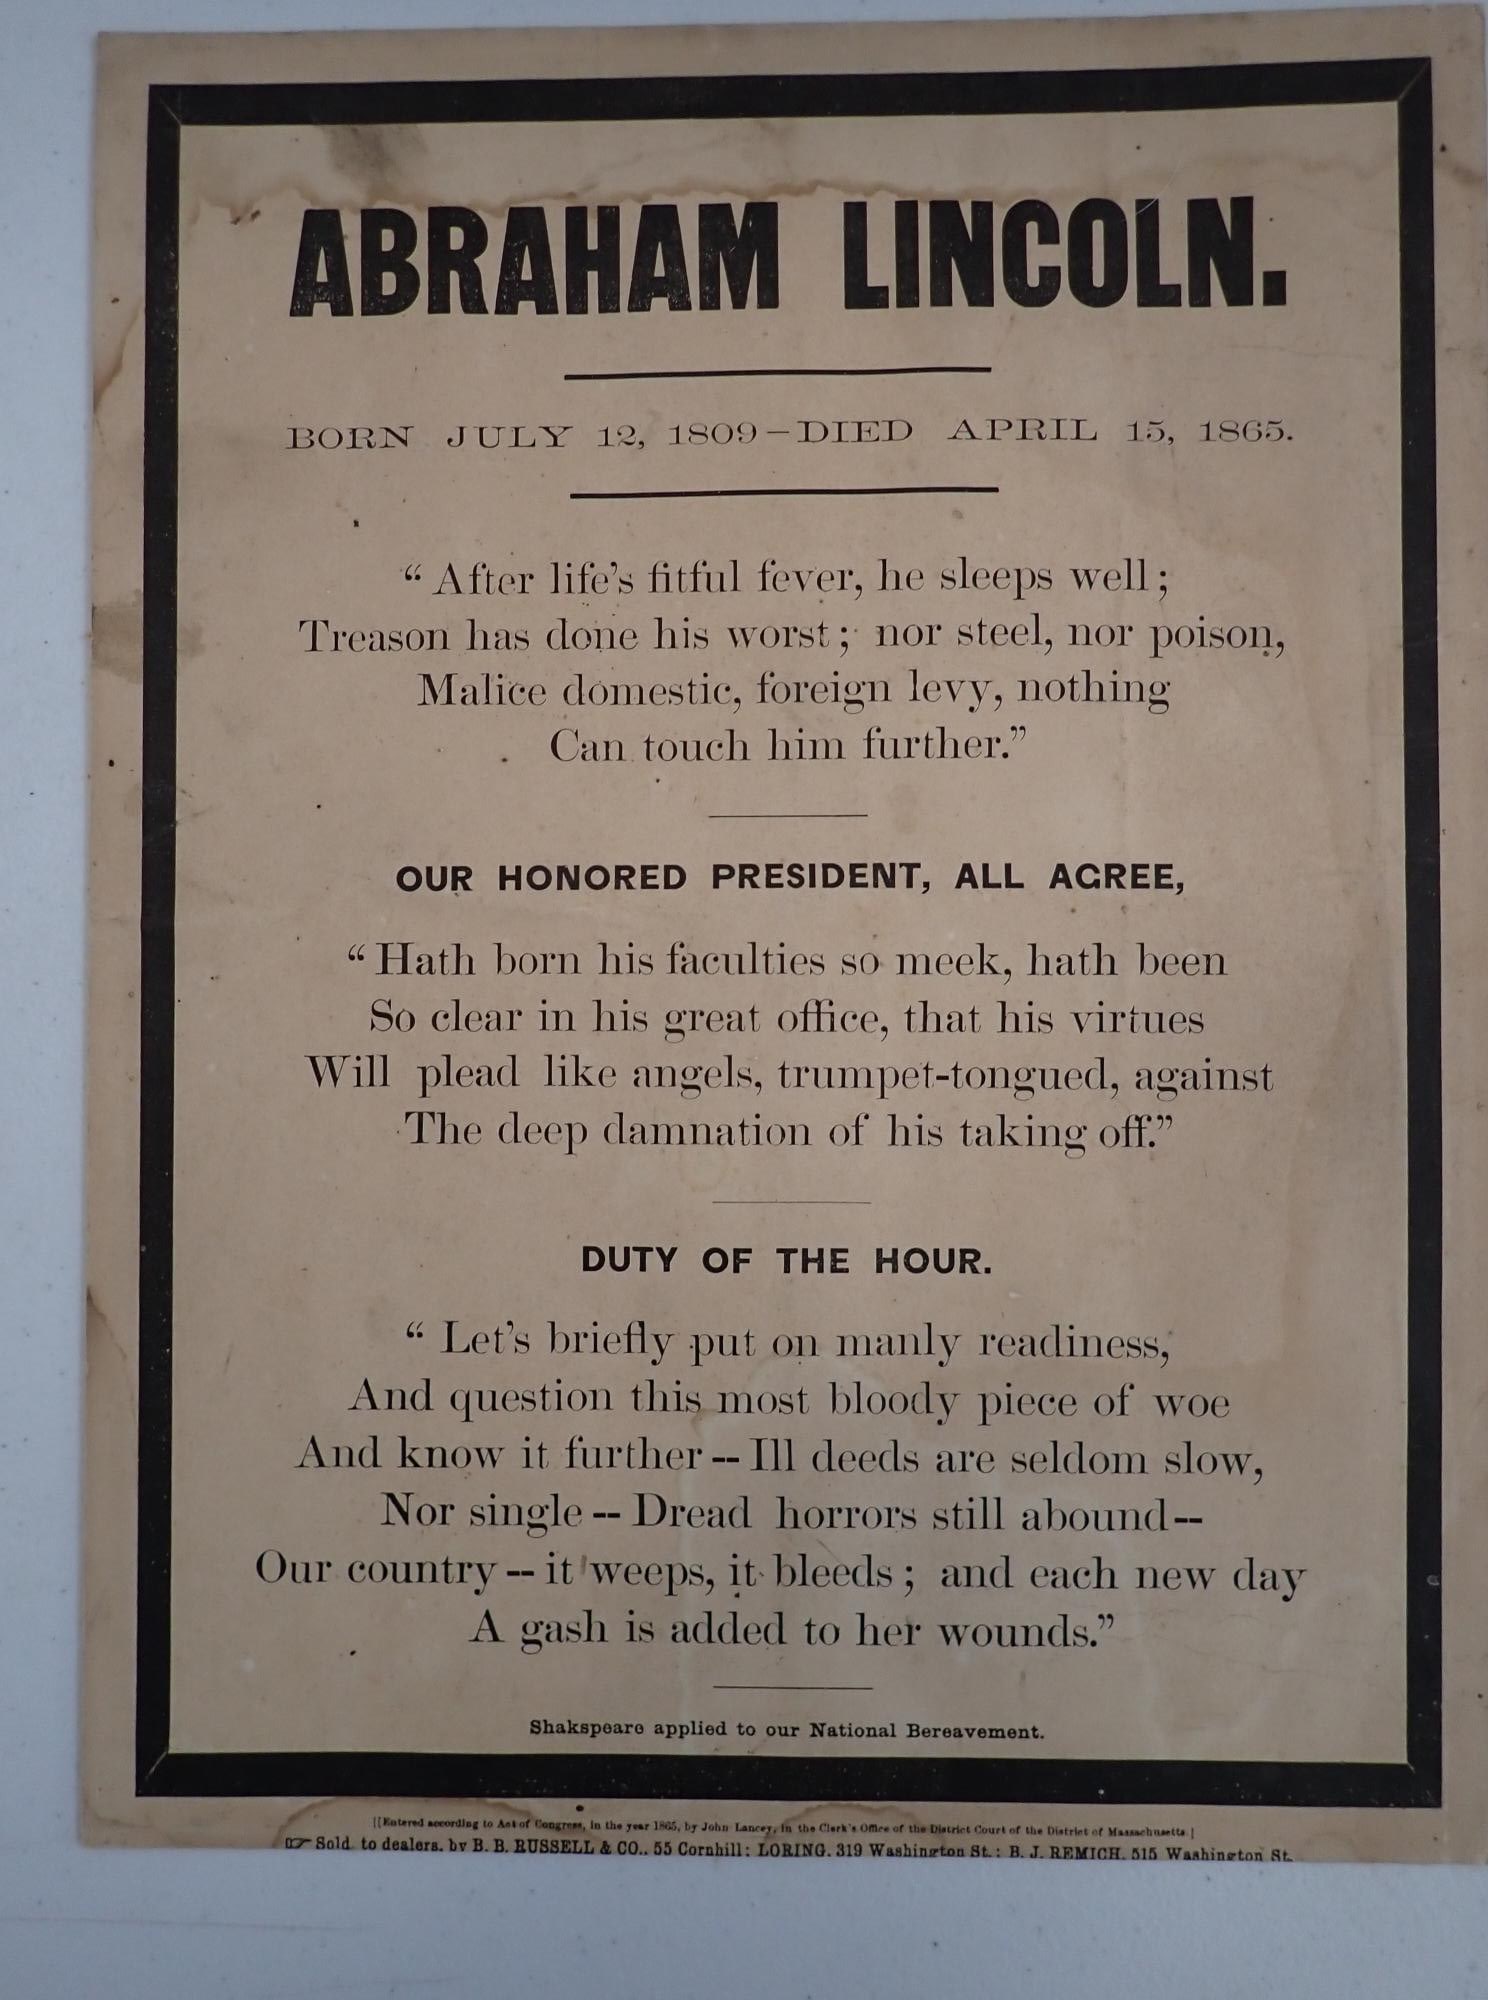 ABRAHAM LINCOLN.
BORN JULY 12, 1809–DIED APRIL 15, 1865.
“ After life’s fitful fever, he sleeps well ;
Treason has done his worst ; nor steel, nor poison,
Malice domestic, foreign levy, nothing
Can touch him further.”
OUR HONORED PRESIDENT, ALL AGREE,
“ Hath born his faculties so meek, hath been
So clear in his great office, that his virtues
Will plead like angels, trumpet-tongued, against
The deep damnation of his taking off.”
DUTY OF THE HOUR.
“ Let’s briefly put on manly readiness,
And question this most bloody piece of woe
And know it further -- Ill deeds are seldom slow,
Nor single -- Dread horrors still abound --
Our country -- it weeps, it bleeds ; and each new day
A gash is added to her wounds.”
Shakspeare applied to our National Bereavement.
[[Entered according to Act of Congress, in the year 1865, by John Lancey, in the Clerk’s Office of the District Court of the District of Massachusetts ]
☞ Sold to dealers, by B. B. RUSSELL & CO., 55 Cornhill ; LORING, 319 Washington St. ; B. J. REMICH, 515 Washington St.